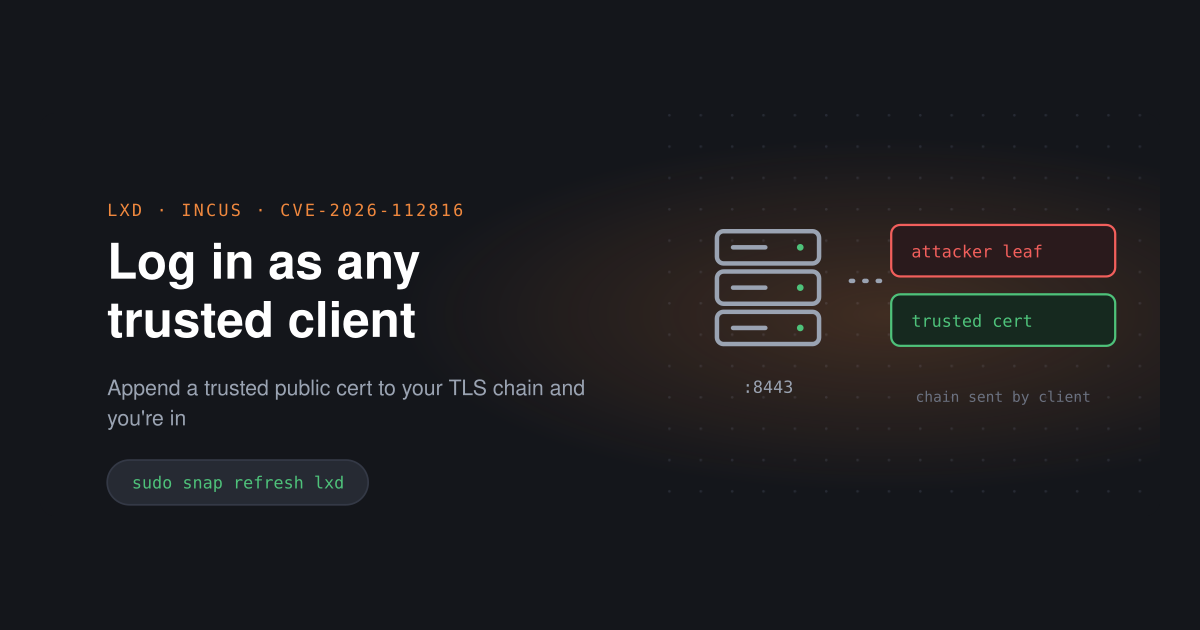 LXD · INCUS · CVE-2026-112816
Log in as any
trusted client
Append a trusted public cert to your TLS chain and
you're in
sudo snap refresh lxd
:8443
attacker leaf
trusted cert
chain sent by client